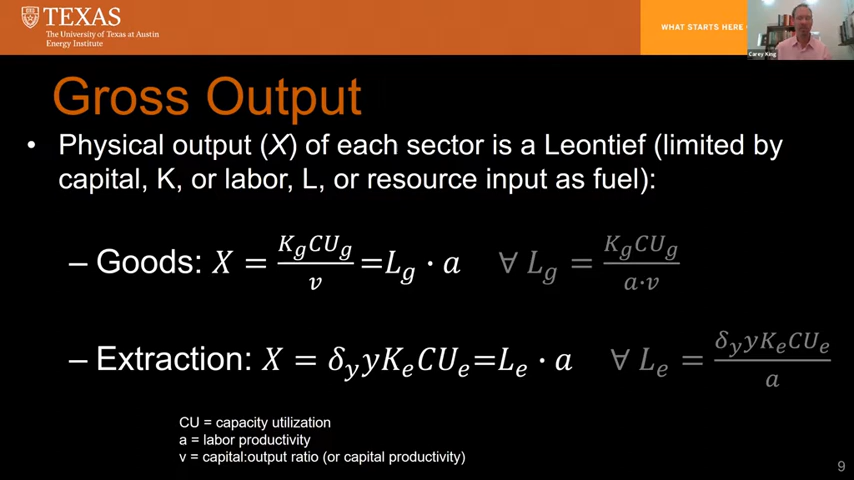 TEXAS
The University of Texas at Austin
Energy Institute
WHAT STARTS HERE
Carey King
Gross Output
• Physical output (X) of each sector is a Leontief (limited by
capital, K, or labor, L, or resource input as fuel):
– Goods: X = K_g CU_g / v = L_g · a ∀ L_g = K_g CU_g / a·v
– Extraction: X = δ_y y K_e CU_e = L_e · a ∀ L_e = δ_y y K_e CU_e / a
CU = capacity utilization
a = labor productivity
v = capital:output ratio (or capital productivity)
9